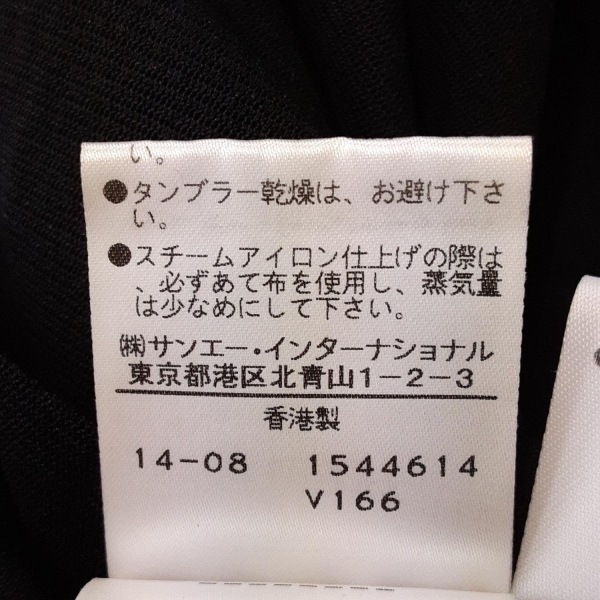 い。
●タンブラー乾燥は、お避け下さ
い。
●スチームアイロン仕上げの際は
、必ずあて布を使用し、蒸気量
は少なめにして下さい。
㈱サンエー・インターナショナル
東京都港区北青山1-2-3
香港製
14-08 1544614
V166